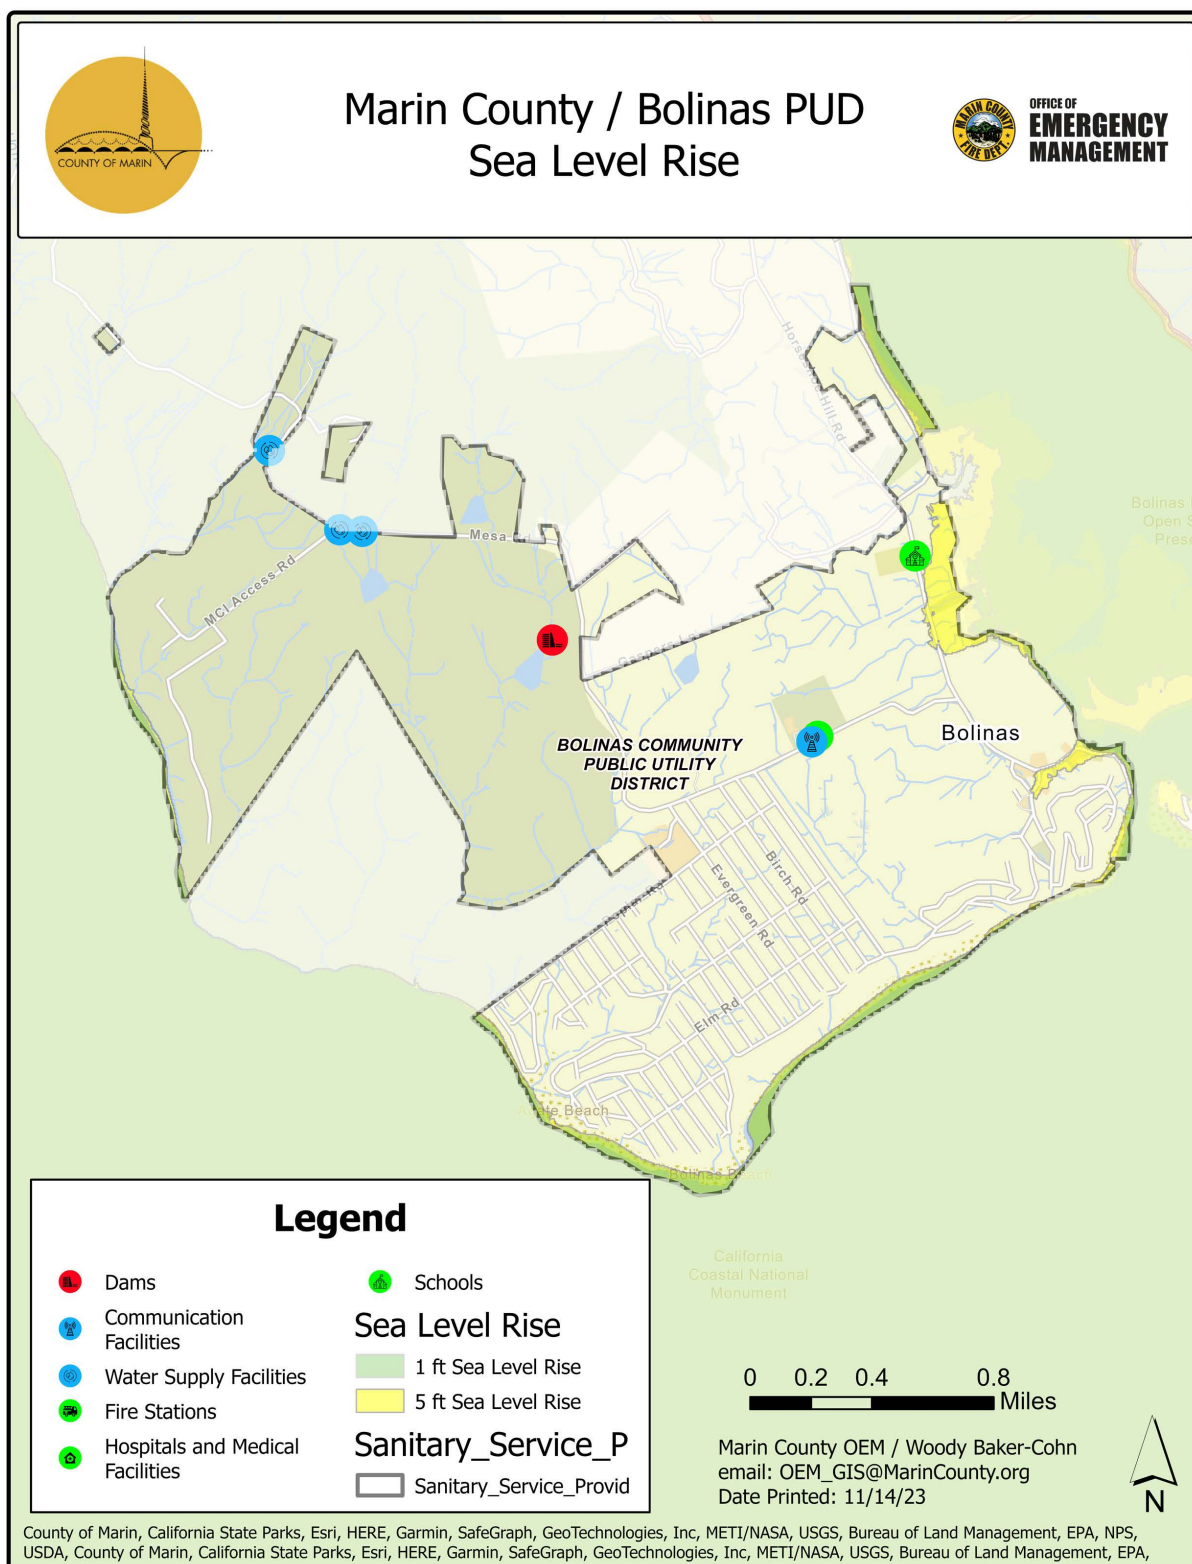 COUNTY OF MARIN
Marin County / Bolinas PUD
Sea Level Rise
MARIN COUNTY
FIRE DEPT.
OFFICE OF
EMERGENCY
MANAGEMENT
Horseshoe Hill Rd
Bolinas
Open S
Prese
Mesa Rd
MCI Access Rd
BOLINAS COMMUNITY
PUBLIC UTILITY
DISTRICT
Bolinas
Birch Rd
Evergreen Rd
Elm Rd
Beach
Bolinas Beach
California
Coastal National
Monument
Legend
Dams
Communication
Facilities
Water Supply Facilities
Fire Stations
Hospitals and Medical
Facilities
Schools
Sea Level Rise
1 ft Sea Level Rise
5 ft Sea Level Rise
Sanitary_Service_P
Sanitary_Service_Provid
0 0.2 0.4 0.8
Miles
Marin County OEM / Woody Baker-Cohn
email: OEM_GIS@MarinCounty.org
Date Printed: 11/14/23
N
County of Marin, California State Parks, Esri, HERE, Garmin, SafeGraph, GeoTechnologies, Inc, METI/NASA, USGS, Bureau of Land Management, EPA, NPS,
USDA, County of Marin, California State Parks, Esri, HERE, Garmin, SafeGraph, GeoTechnologies, Inc, METI/NASA, USGS, Bureau of Land Management, EPA,